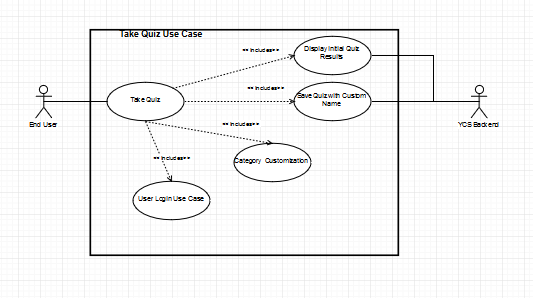 Take Quiz Use Case
Display Initial Quiz
Results
<<Includes>>
Take Quiz
<<Includes>>
Save Quiz with Custom
Name
End User
YCS Backend
<<Includes>>
<<Includes>>
Category Customization
User Login Use Case